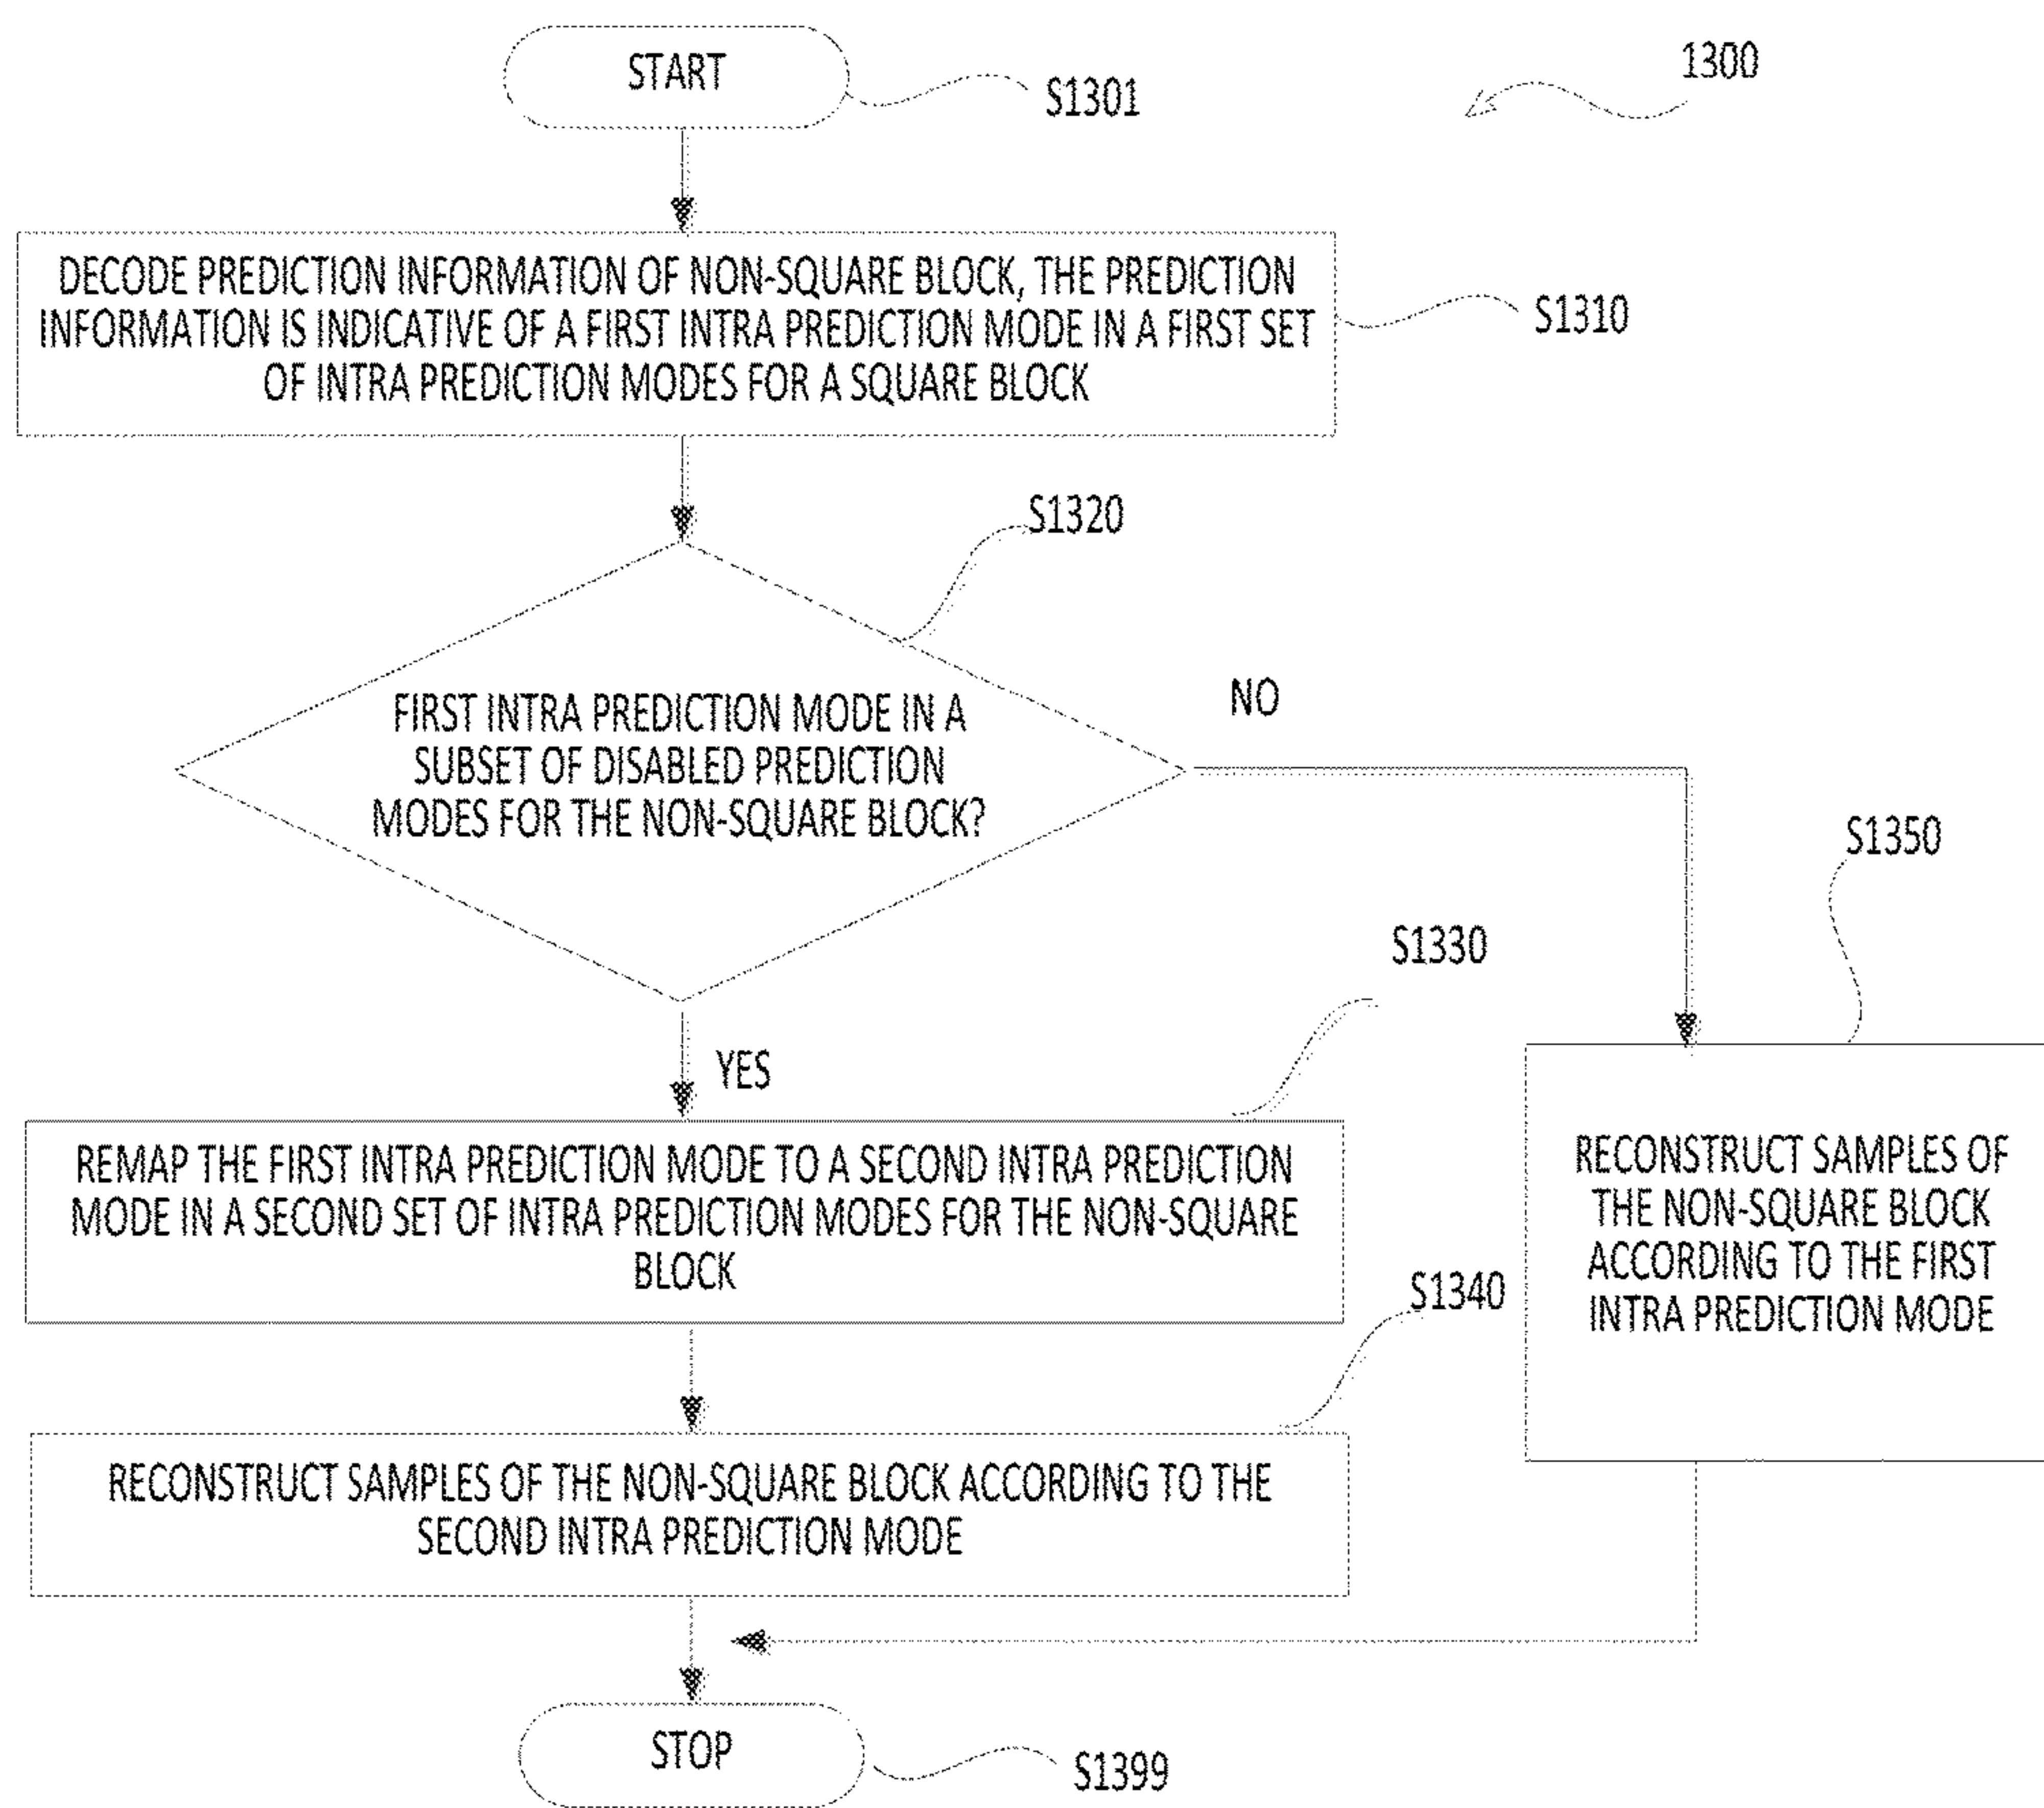 START
S1301
1300
DECODE PREDICTION INFORMATION OF NON-SQUARE BLOCK, THE PREDICTION
INFORMATION IS INDICATIVE OF A FIRST INTRA PREDICTION MODE IN A FIRST SET
OF INTRA PREDICTION MODES FOR A SQUARE BLOCK
S1310
S1320
FIRST INTRA PREDICTION MODE IN A
SUBSET OF DISABLED PREDICTION
MODES FOR THE NON-SQUARE BLOCK?
NO
YES
S1330
REMAP THE FIRST INTRA PREDICTION MODE TO A SECOND INTRA PREDICTION
MODE IN A SECOND SET OF INTRA PREDICTION MODES FOR THE NON-SQUARE
BLOCK
S1350
RECONSTRUCT SAMPLES OF
THE NON-SQUARE BLOCK
ACCORDING TO THE FIRST
INTRA PREDICTION MODE
S1340
RECONSTRUCT SAMPLES OF THE NON-SQUARE BLOCK ACCORDING TO THE
SECOND INTRA PREDICTION MODE
STOP
S1399